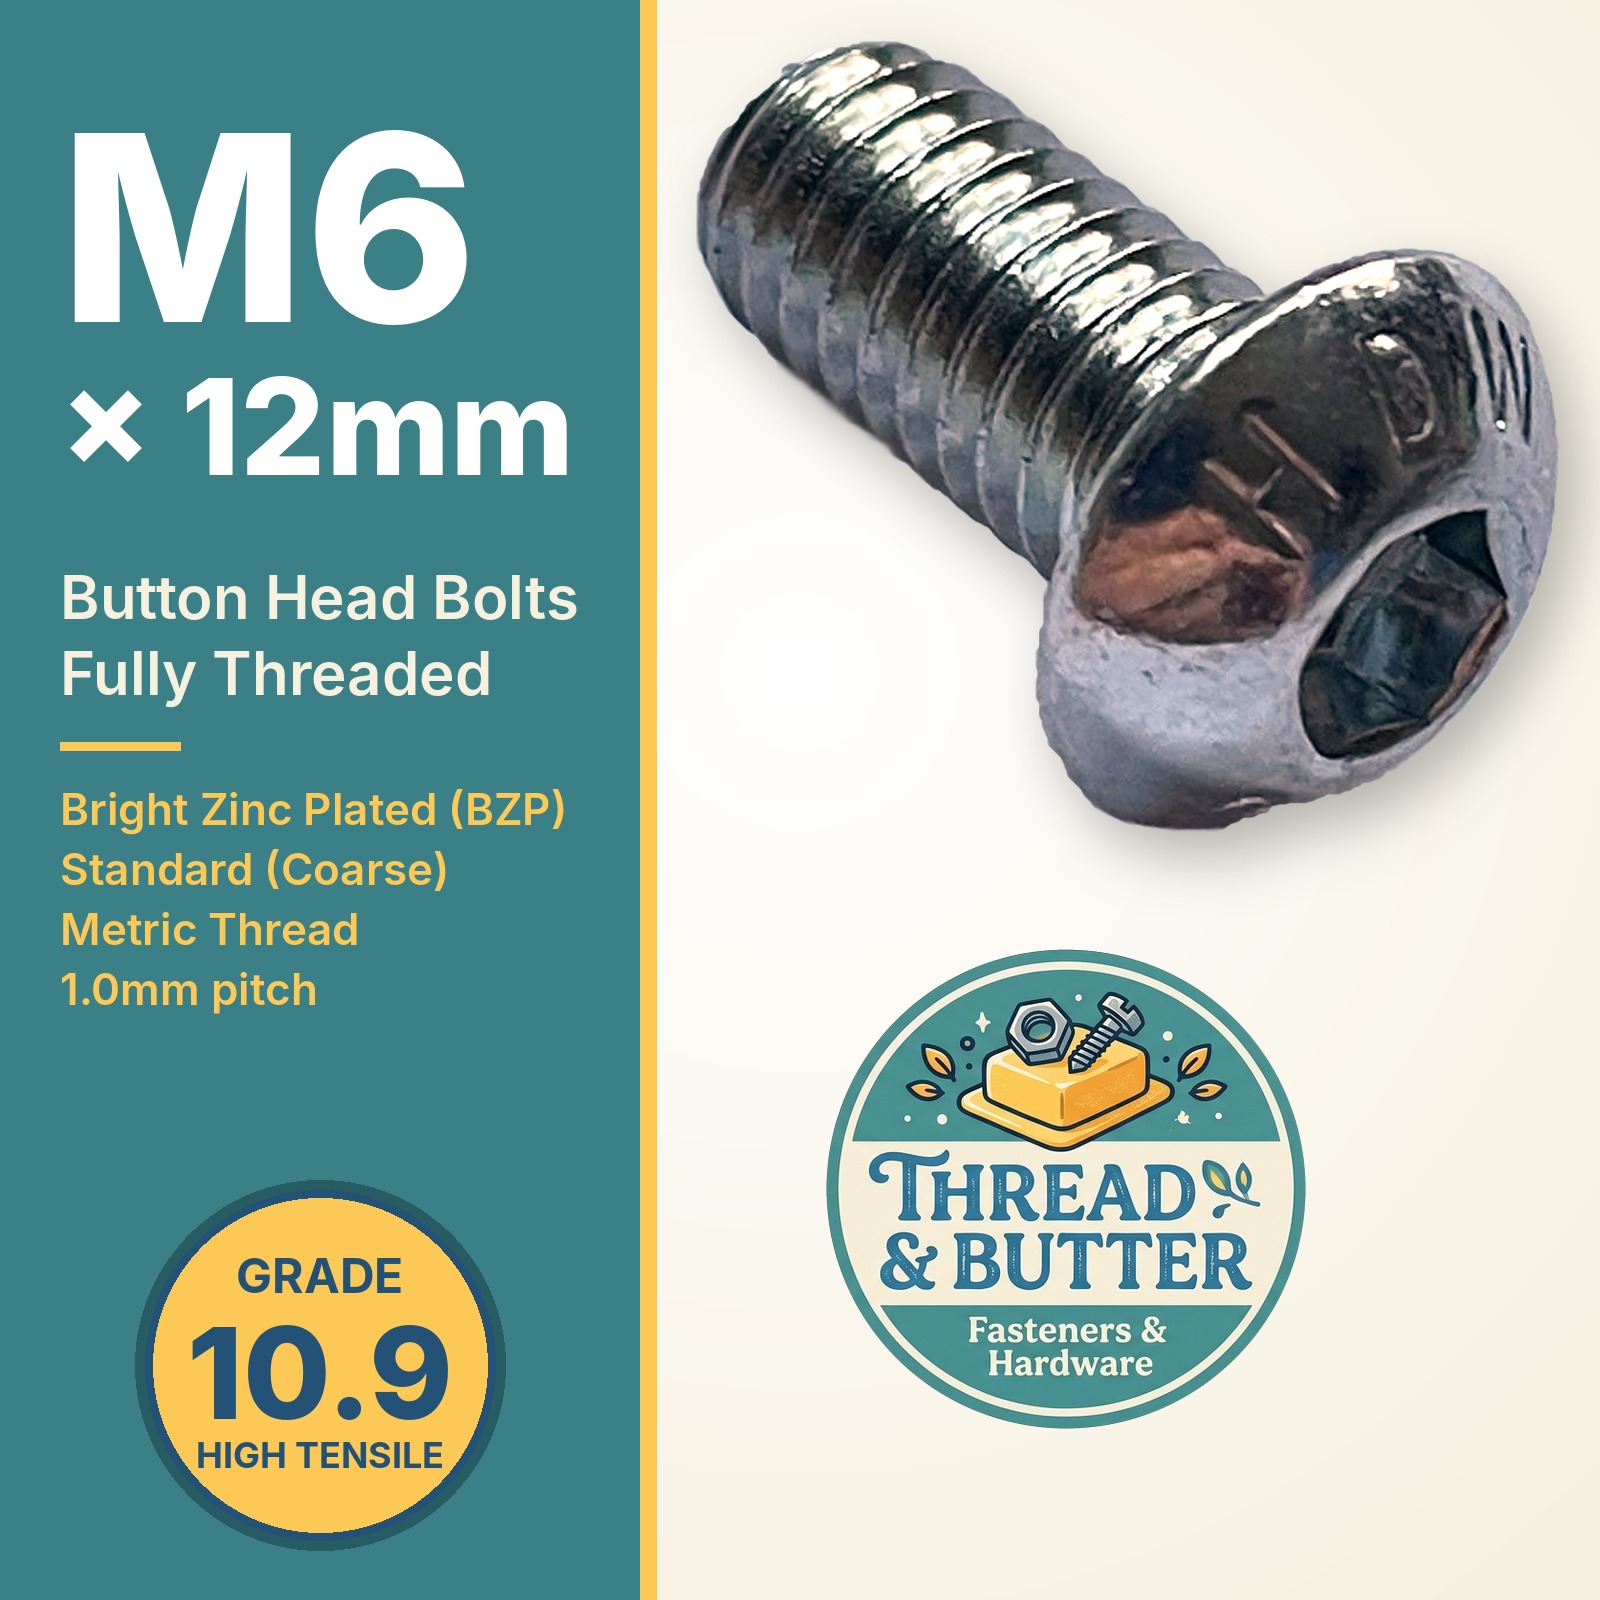 M6
× 12mm
Button Head Bolts
Fully Threaded
Bright Zinc Plated (BZP)
Standard (Coarse)
Metric Thread
1.0mm pitch
GRADE
10.9
HIGH TENSILE
THREAD
& BUTTER
Fasteners &
Hardware